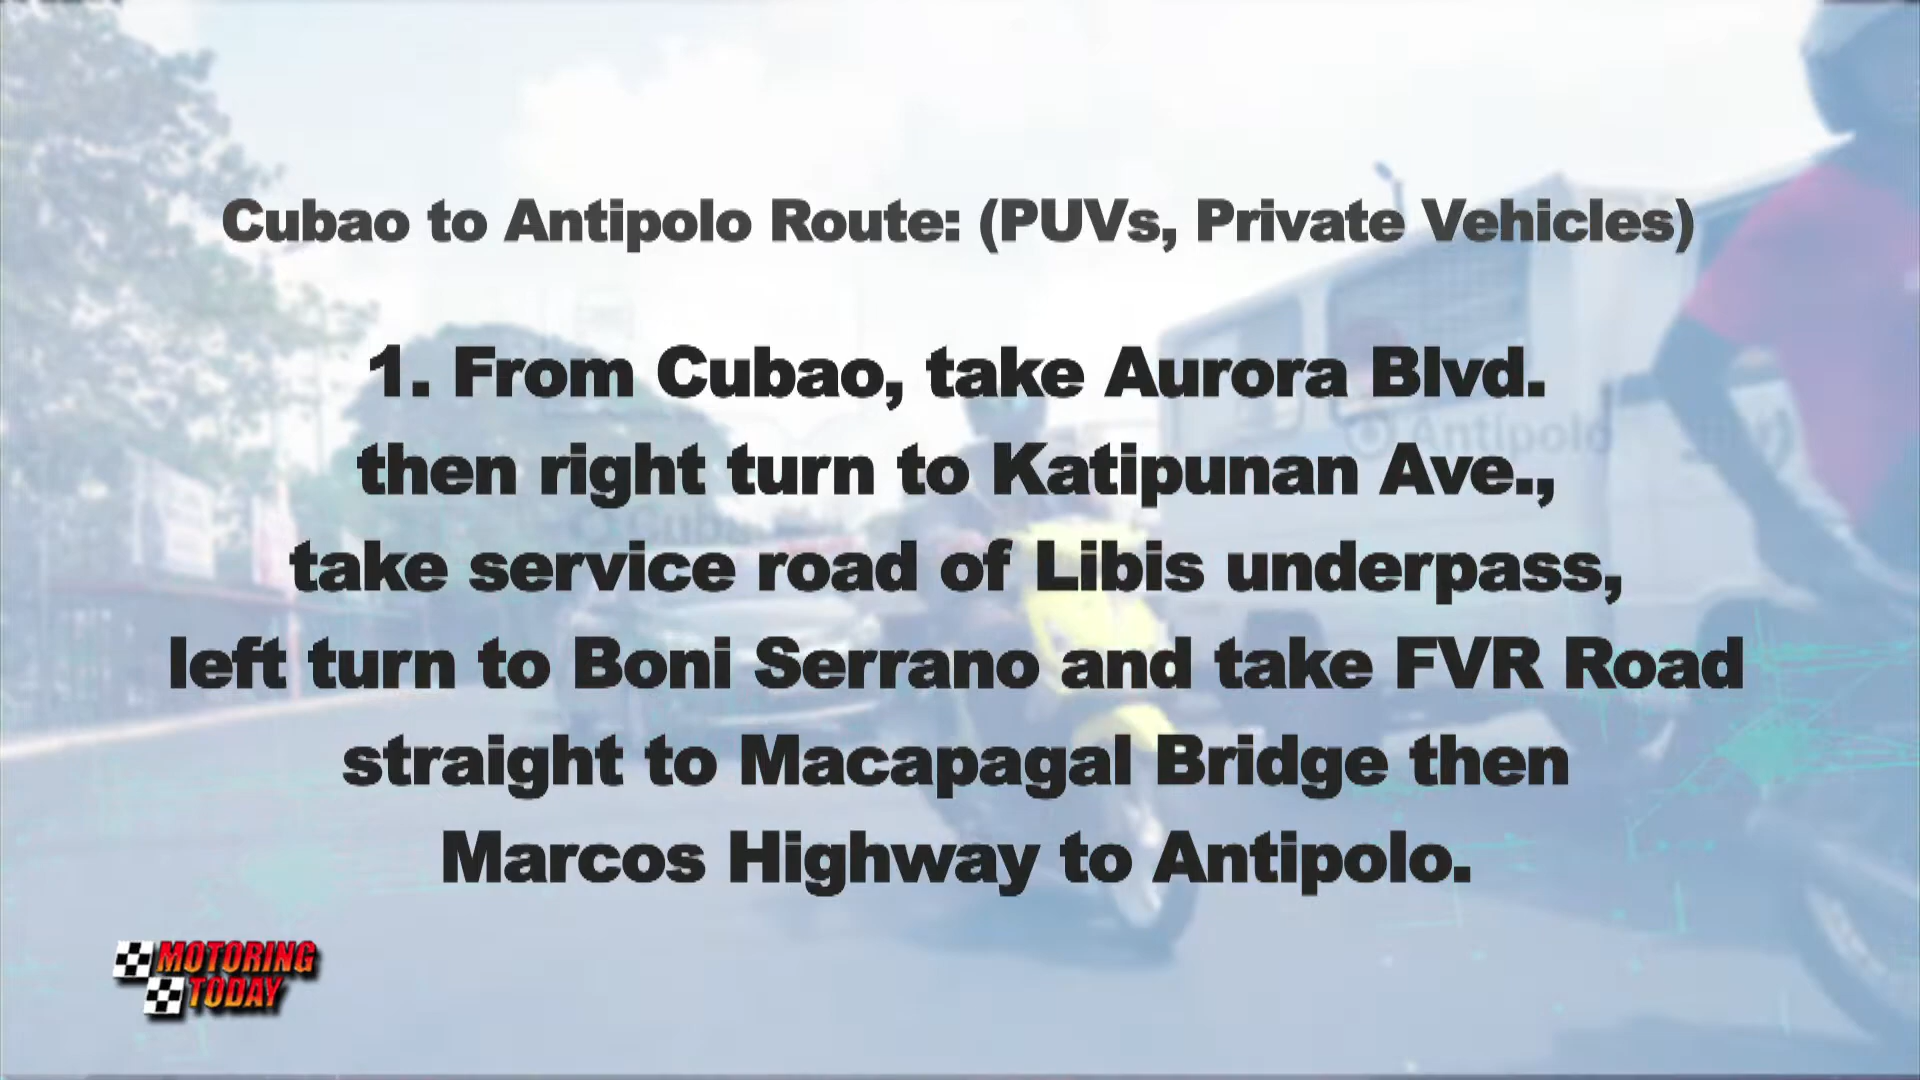 Cubao to Antipolo Route: (PUVs, Private Vehicles)
1. From Cubao, take Aurora Blvd.
then right turn to Katipunan Ave.,
take service road of Libis underpass,
left turn to Boni Serrano and take FVR Road
straight to Macapagal Bridge then
Marcos Highway to Antipolo.
Antipolo
Cuba
MOTORING
TODAY